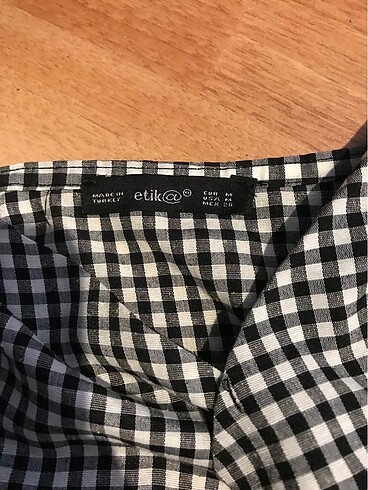 MADE IN
TURKEY
etik@
EUR M
USA M
MEX 28